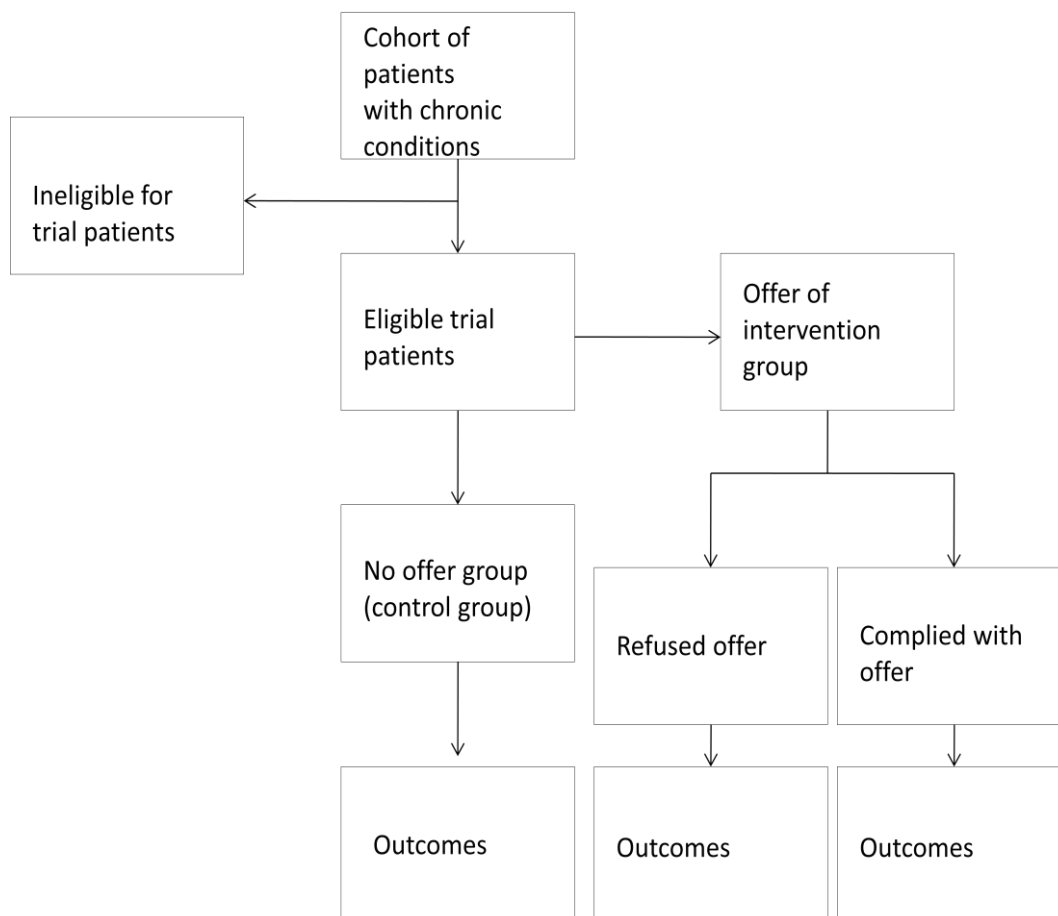 Cohort of
patients
with chronic
conditions
Ineligible for
trial patients
Eligible trial
patients
Offer of
intervention
group
No offer group
(control group)
Refused offer
Complied with
offer
Outcomes
Outcomes
Outcomes